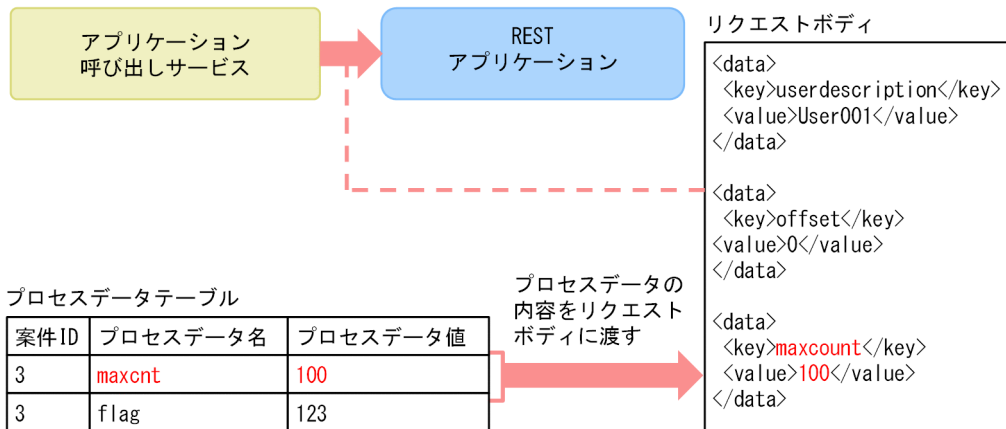 アプリケーション
呼び出しサービス
REST
アプリケーション
リクエストボディ
<data>
<key>userdescription</key>
<value>User001</value>
</data>
<data>
<key>offset</key>
<value>0</value>
</data>
<data>
<key>maxcount</key>
<value>100</value>
</data>
プロセスデータの
内容をリクエスト
ボディに渡す
プロセスデータテーブル
案件ID プロセスデータ名 プロセスデータ値
3 maxcnt 100
3 flag 123